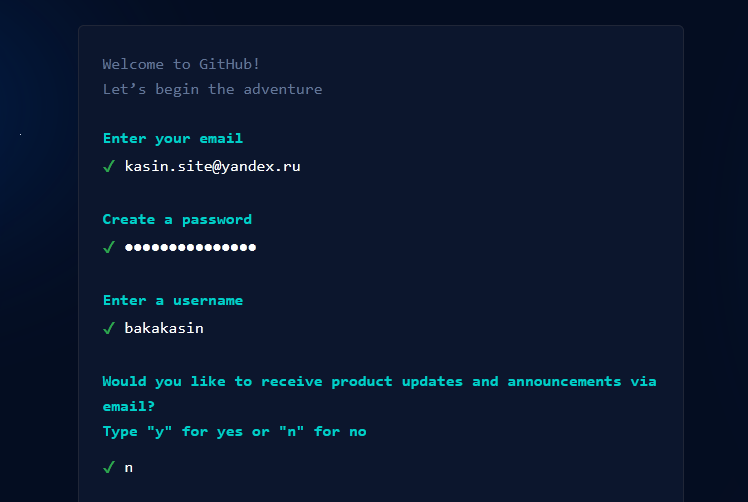 Welcome to GitHub!
Let’s begin the adventure
Enter your email
✓ kasin.site@yandex.ru
Create a password
✓ ●●●●●●●●●●●●●●●
Enter a username
✓ bakakasin
Would you like to receive product updates and announcements via
email?
Type "y" for yes or "n" for no
✓ n